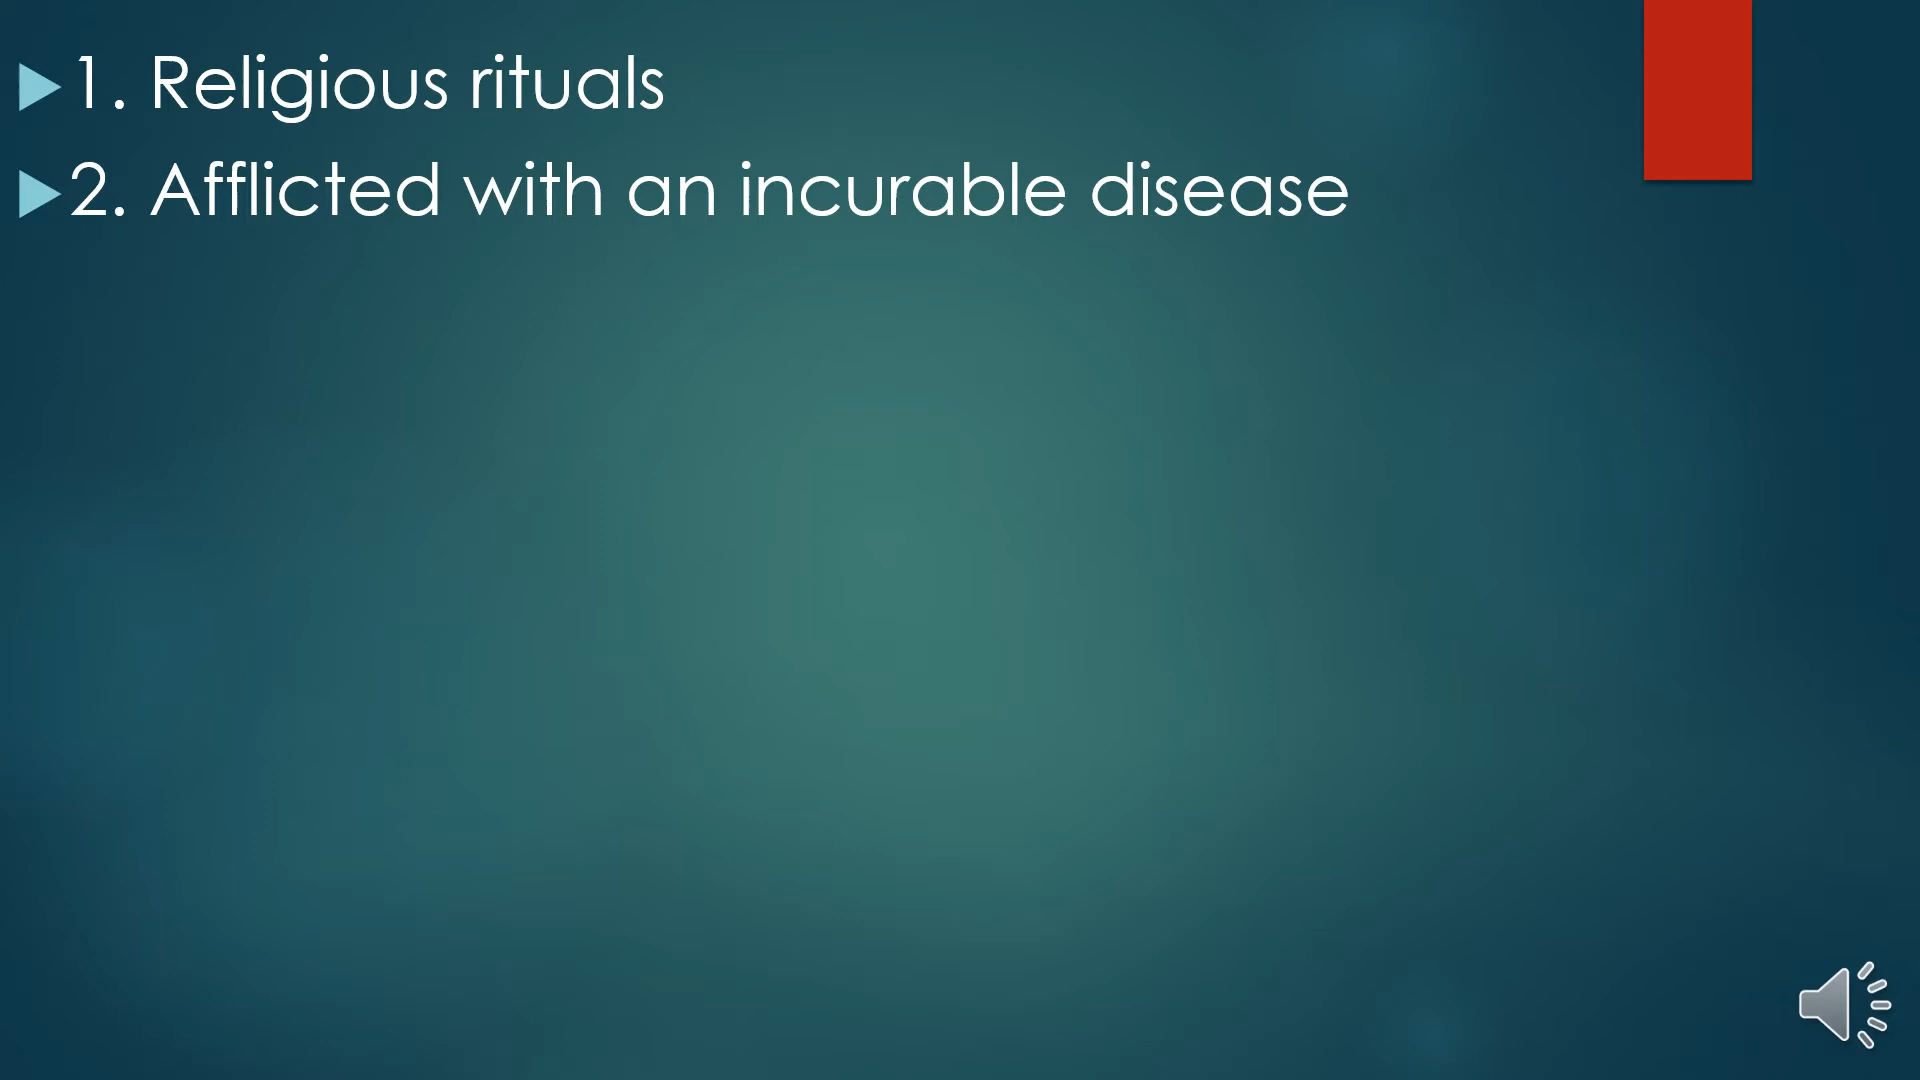 1. Religious rituals
2. Afflicted with an incurable disease